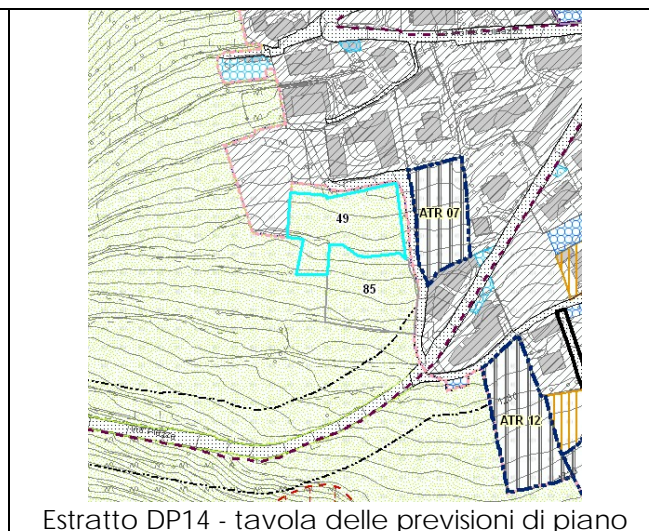 ATR 07
49
85
ATR 12
Estratto DP14 - tavola delle previsioni di piano